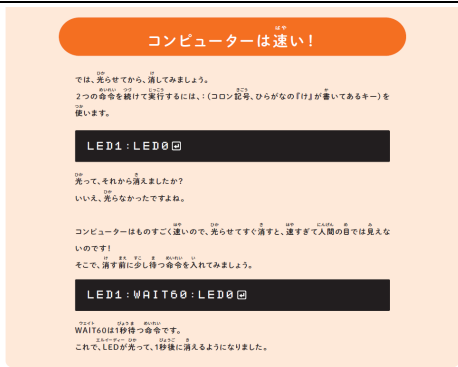 コンピューターは速い！
では、光らせてから、消してみましょう。
2つの命令を続けて実行するには、：（コロン記号、ひらがなの『け』が書いてあるキー）を
使います。
LED1:LED0↵
光って、それから消えましたか？
いいえ、光らなかったですよね。
コンピューターはものすごく速いので、光らせてすぐ消すと、速すぎて人間の目では見えな
いのです！
そこで、消す前に少し待つ命令を入れてみましょう。
LED1:WAIT60:LED0↵
WAIT60は1秒待つ命令です。
これで、LEDが光って、1秒後に消えるようになりました。